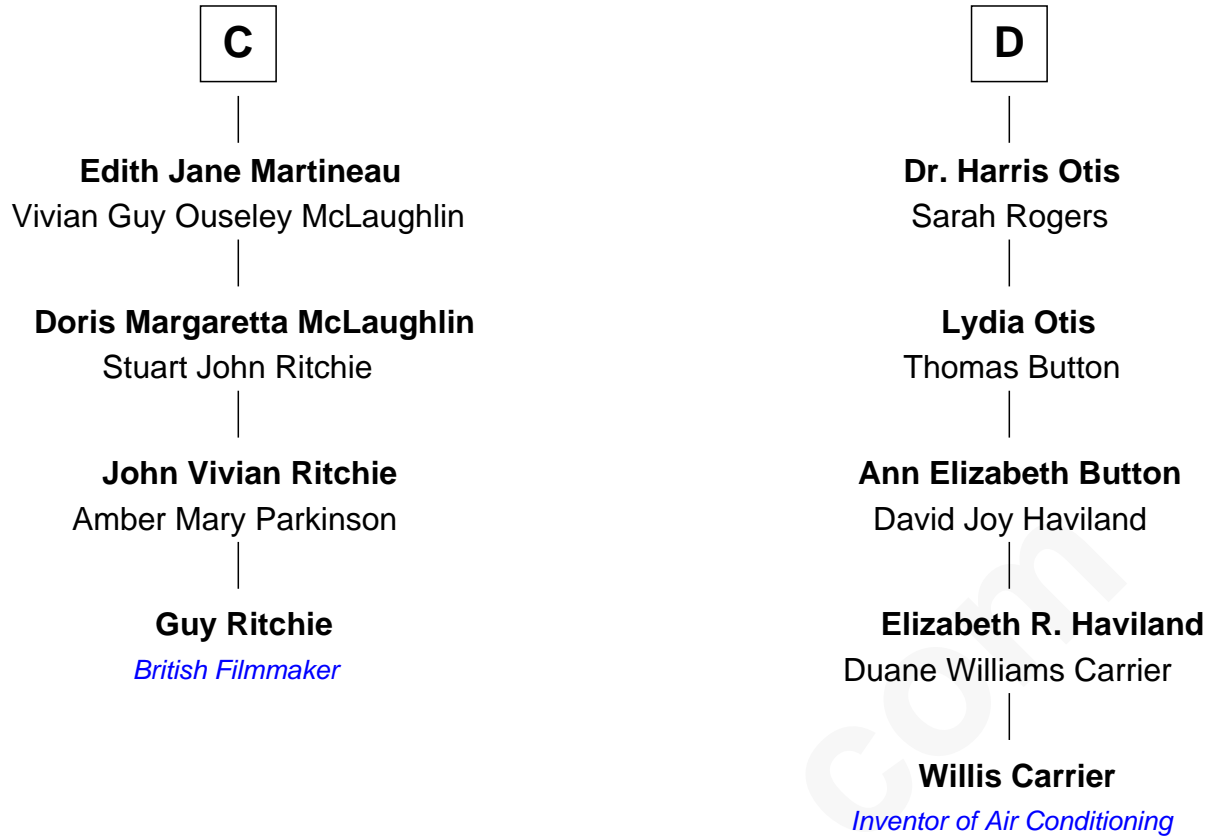 C
Edith Jane Martineau
Vivian Guy Ouseley McLaughlin
Doris Margaretta McLaughlin
Stuart John Ritchie
John Vivian Ritchie
Amber Mary Parkinson
Guy Ritchie
British Filmmaker
D
Dr. Harris Otis
Sarah Rogers
Lydia Otis
Thomas Button
Ann Elizabeth Button
David Joy Haviland
Elizabeth R. Haviland
Duane Williams Carrier
Willis Carrier
Inventor of Air Conditioning
com